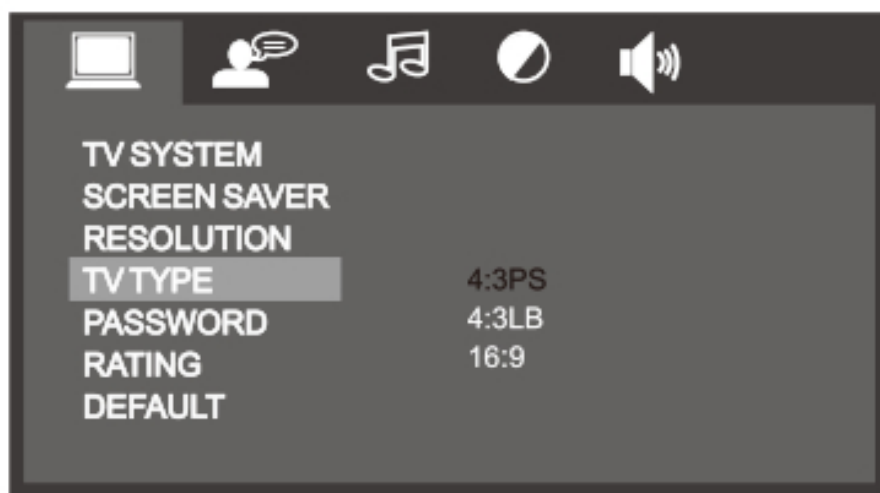 TV SYSTEM
SCREEN SAVER
RESOLUTION
TV TYPE 4:3PS
PASSWORD 4:3LB
RATING 16:9
DEFAULT